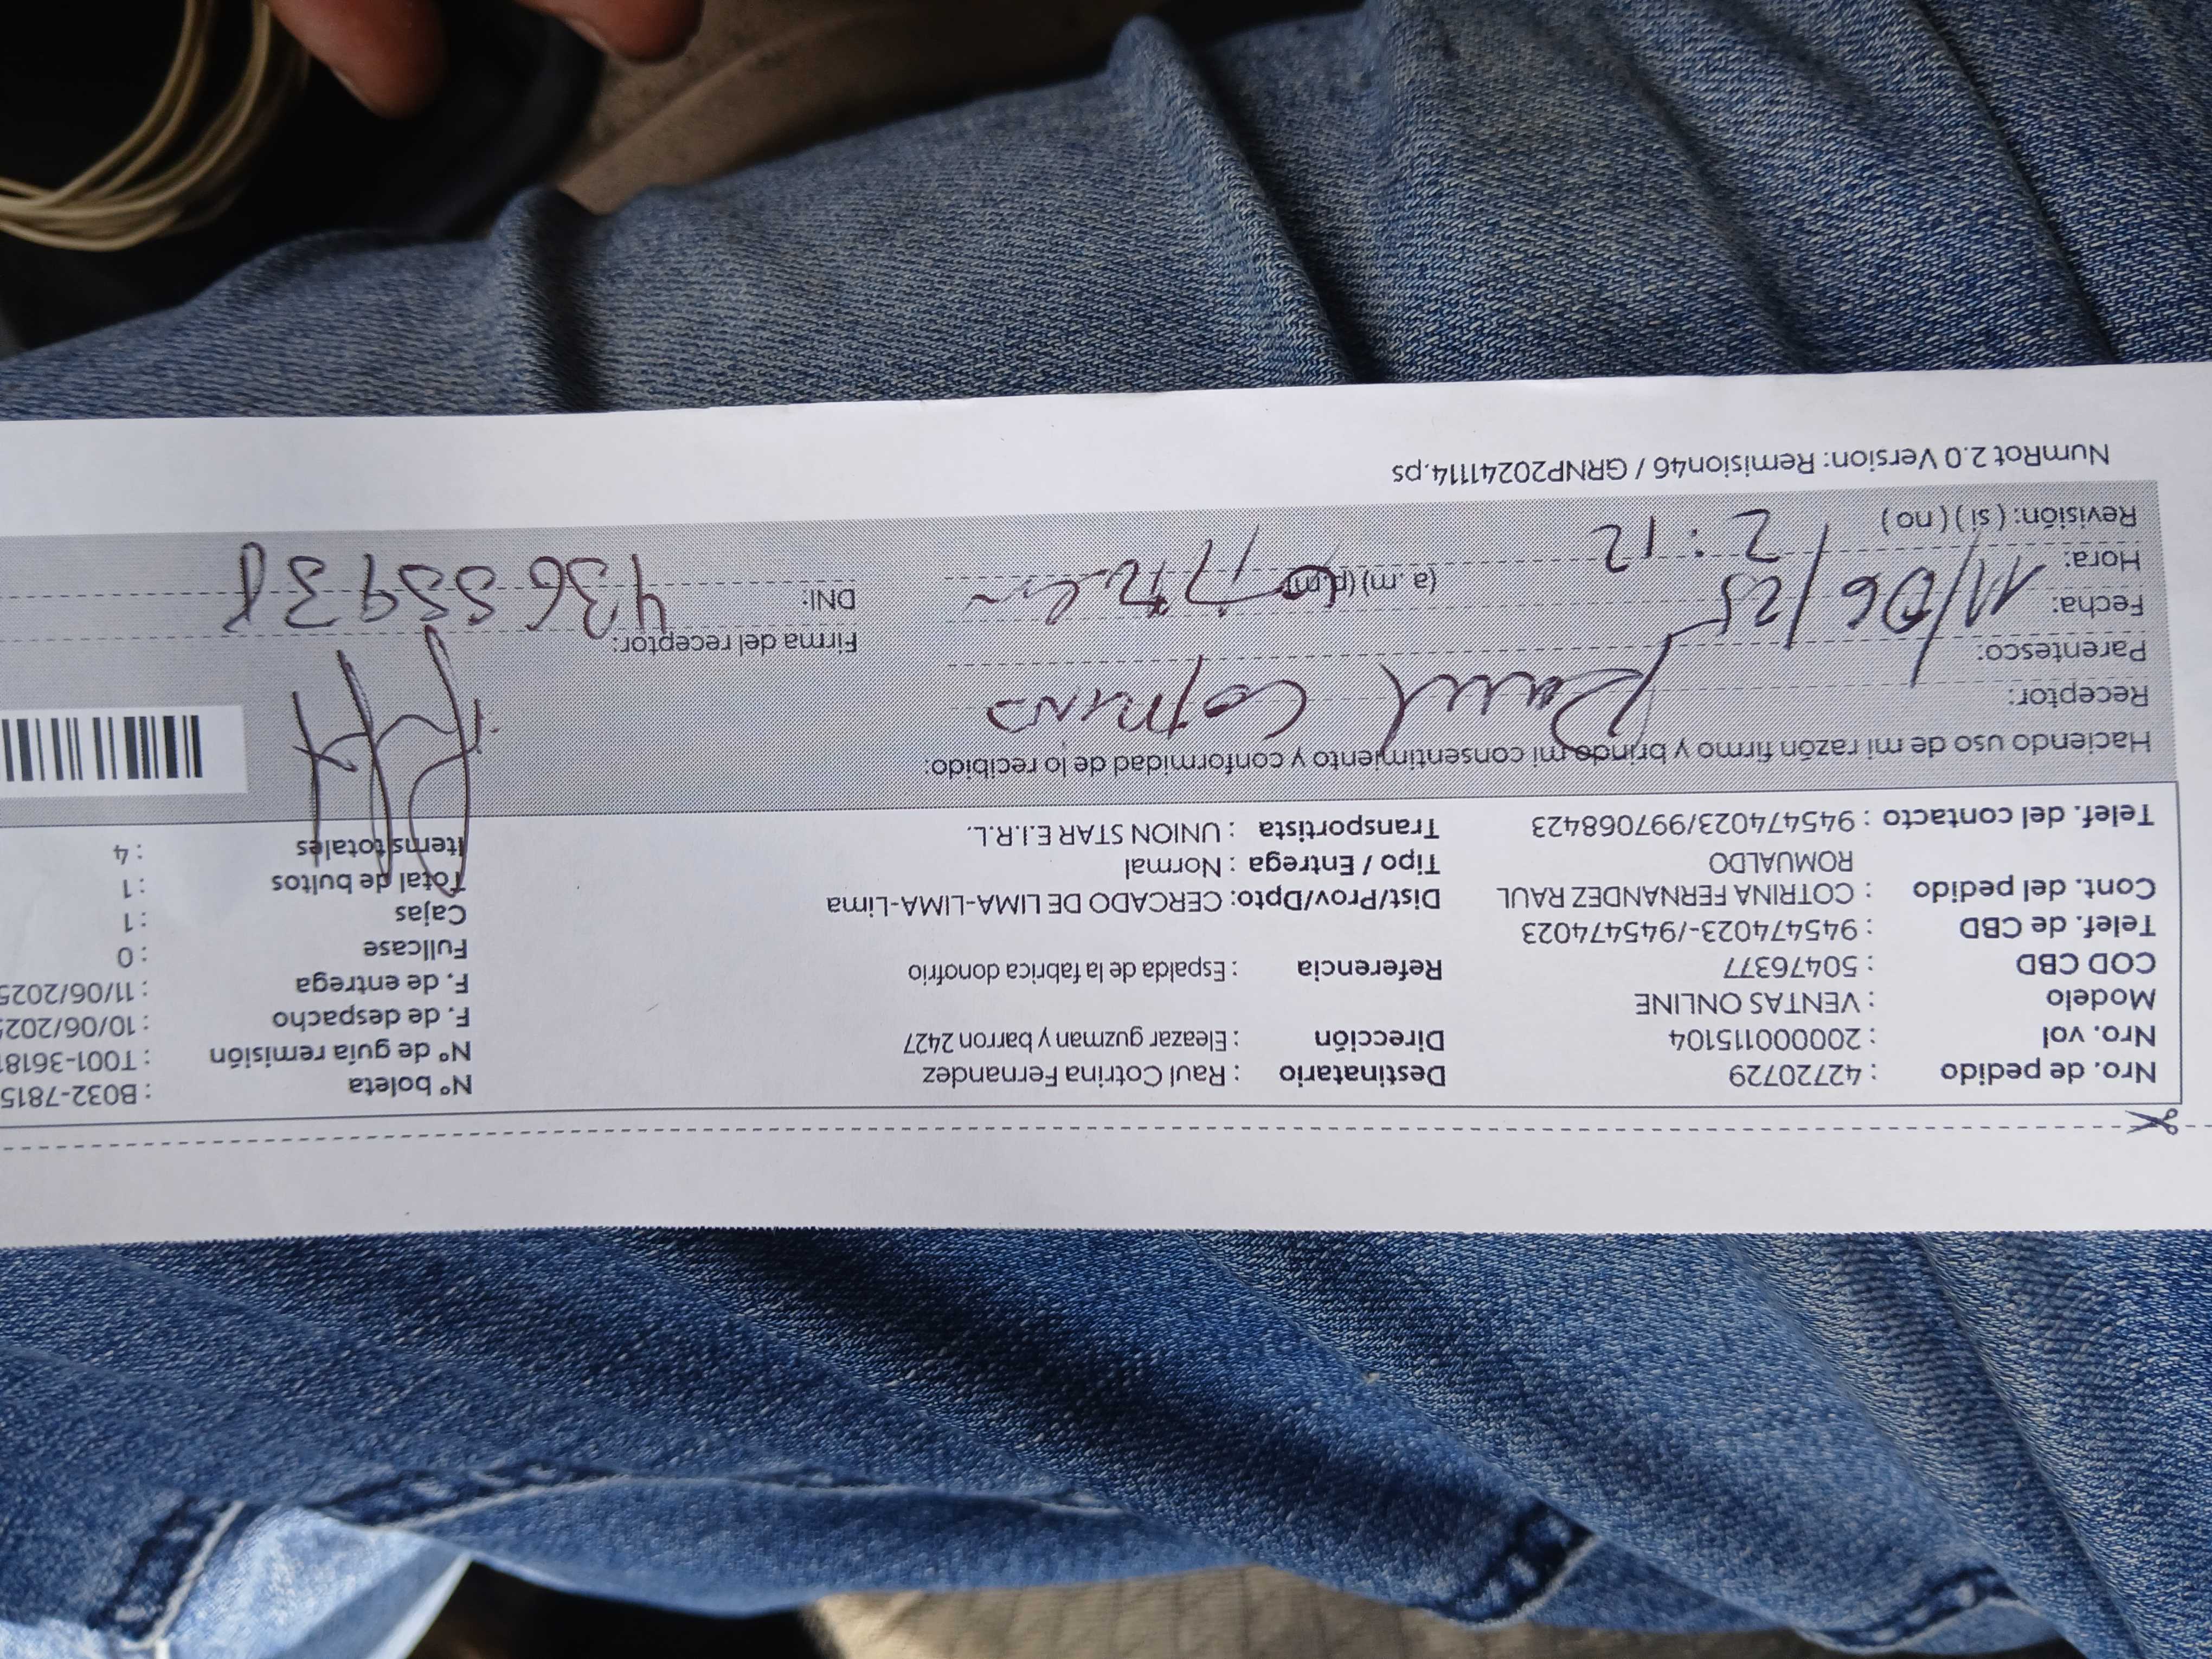 Nro. de pedido : 42720729 Destinatario : Raul Cotrina Fernandez Nº boleta : B032-7815
Nro. vol : 20000115104 Dirección : Eleazar guzman y barron 2427 Nº de guía remisión : T001-36181
Modelo : VENTAS ONLINE F. de despacho : 10/06/202
COD CBD : 50476377 Referencia : Espalda de la fabrica donofrio F. de entrega : 11/06/2025
Telef. de CBD : 945474023-/945474023 Fullcase : 0
Cont. del pedido : COTRINA FERNANDEZ RAUL Dist/Prov/Dpto: CERCADO DE LIMA-LIMA-Lima Cajas : 1
ROMUALDO Tipo / Entrega : Normal Total de bultos : 1
Telef. del contacto : 945474023/997068423 Transportista : UNION STAR E.I.R.L. Items totales : 4
Haciendo uso de mi razón firmo y brindo mi consentimiento y conformidad de lo recibido:
Receptor: Raul Cotrina
Parentesco: Firma del receptor:
Fecha: 11/06/25
Hora: 2:12 (a. m) (p.m) DNI: 43655938
Revisión: ( si ) ( no )
NumRot 2.0 Version: Remision46 / GRNP20241114.ps